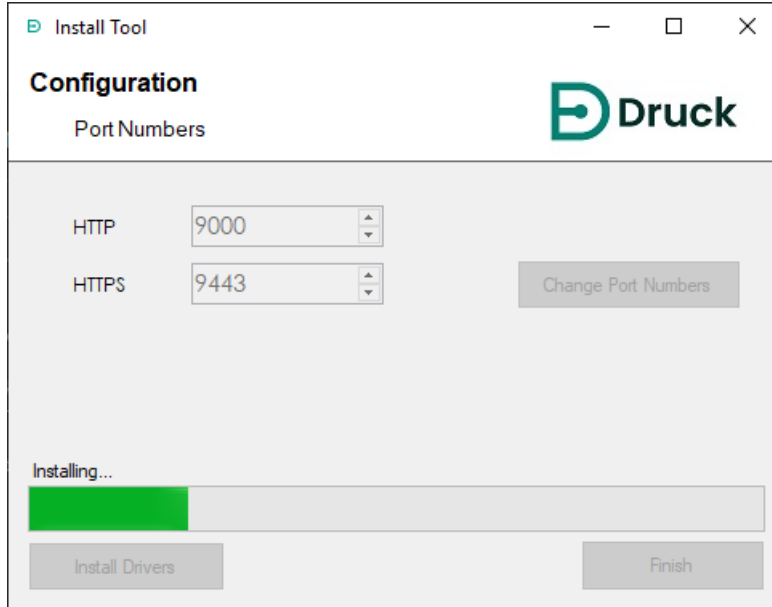 Install Tool
Configuration
Port Numbers
Druck
HTTP
9000
HTTPS
9443
Change Port Numbers
Installing...
Install Drivers
Finish